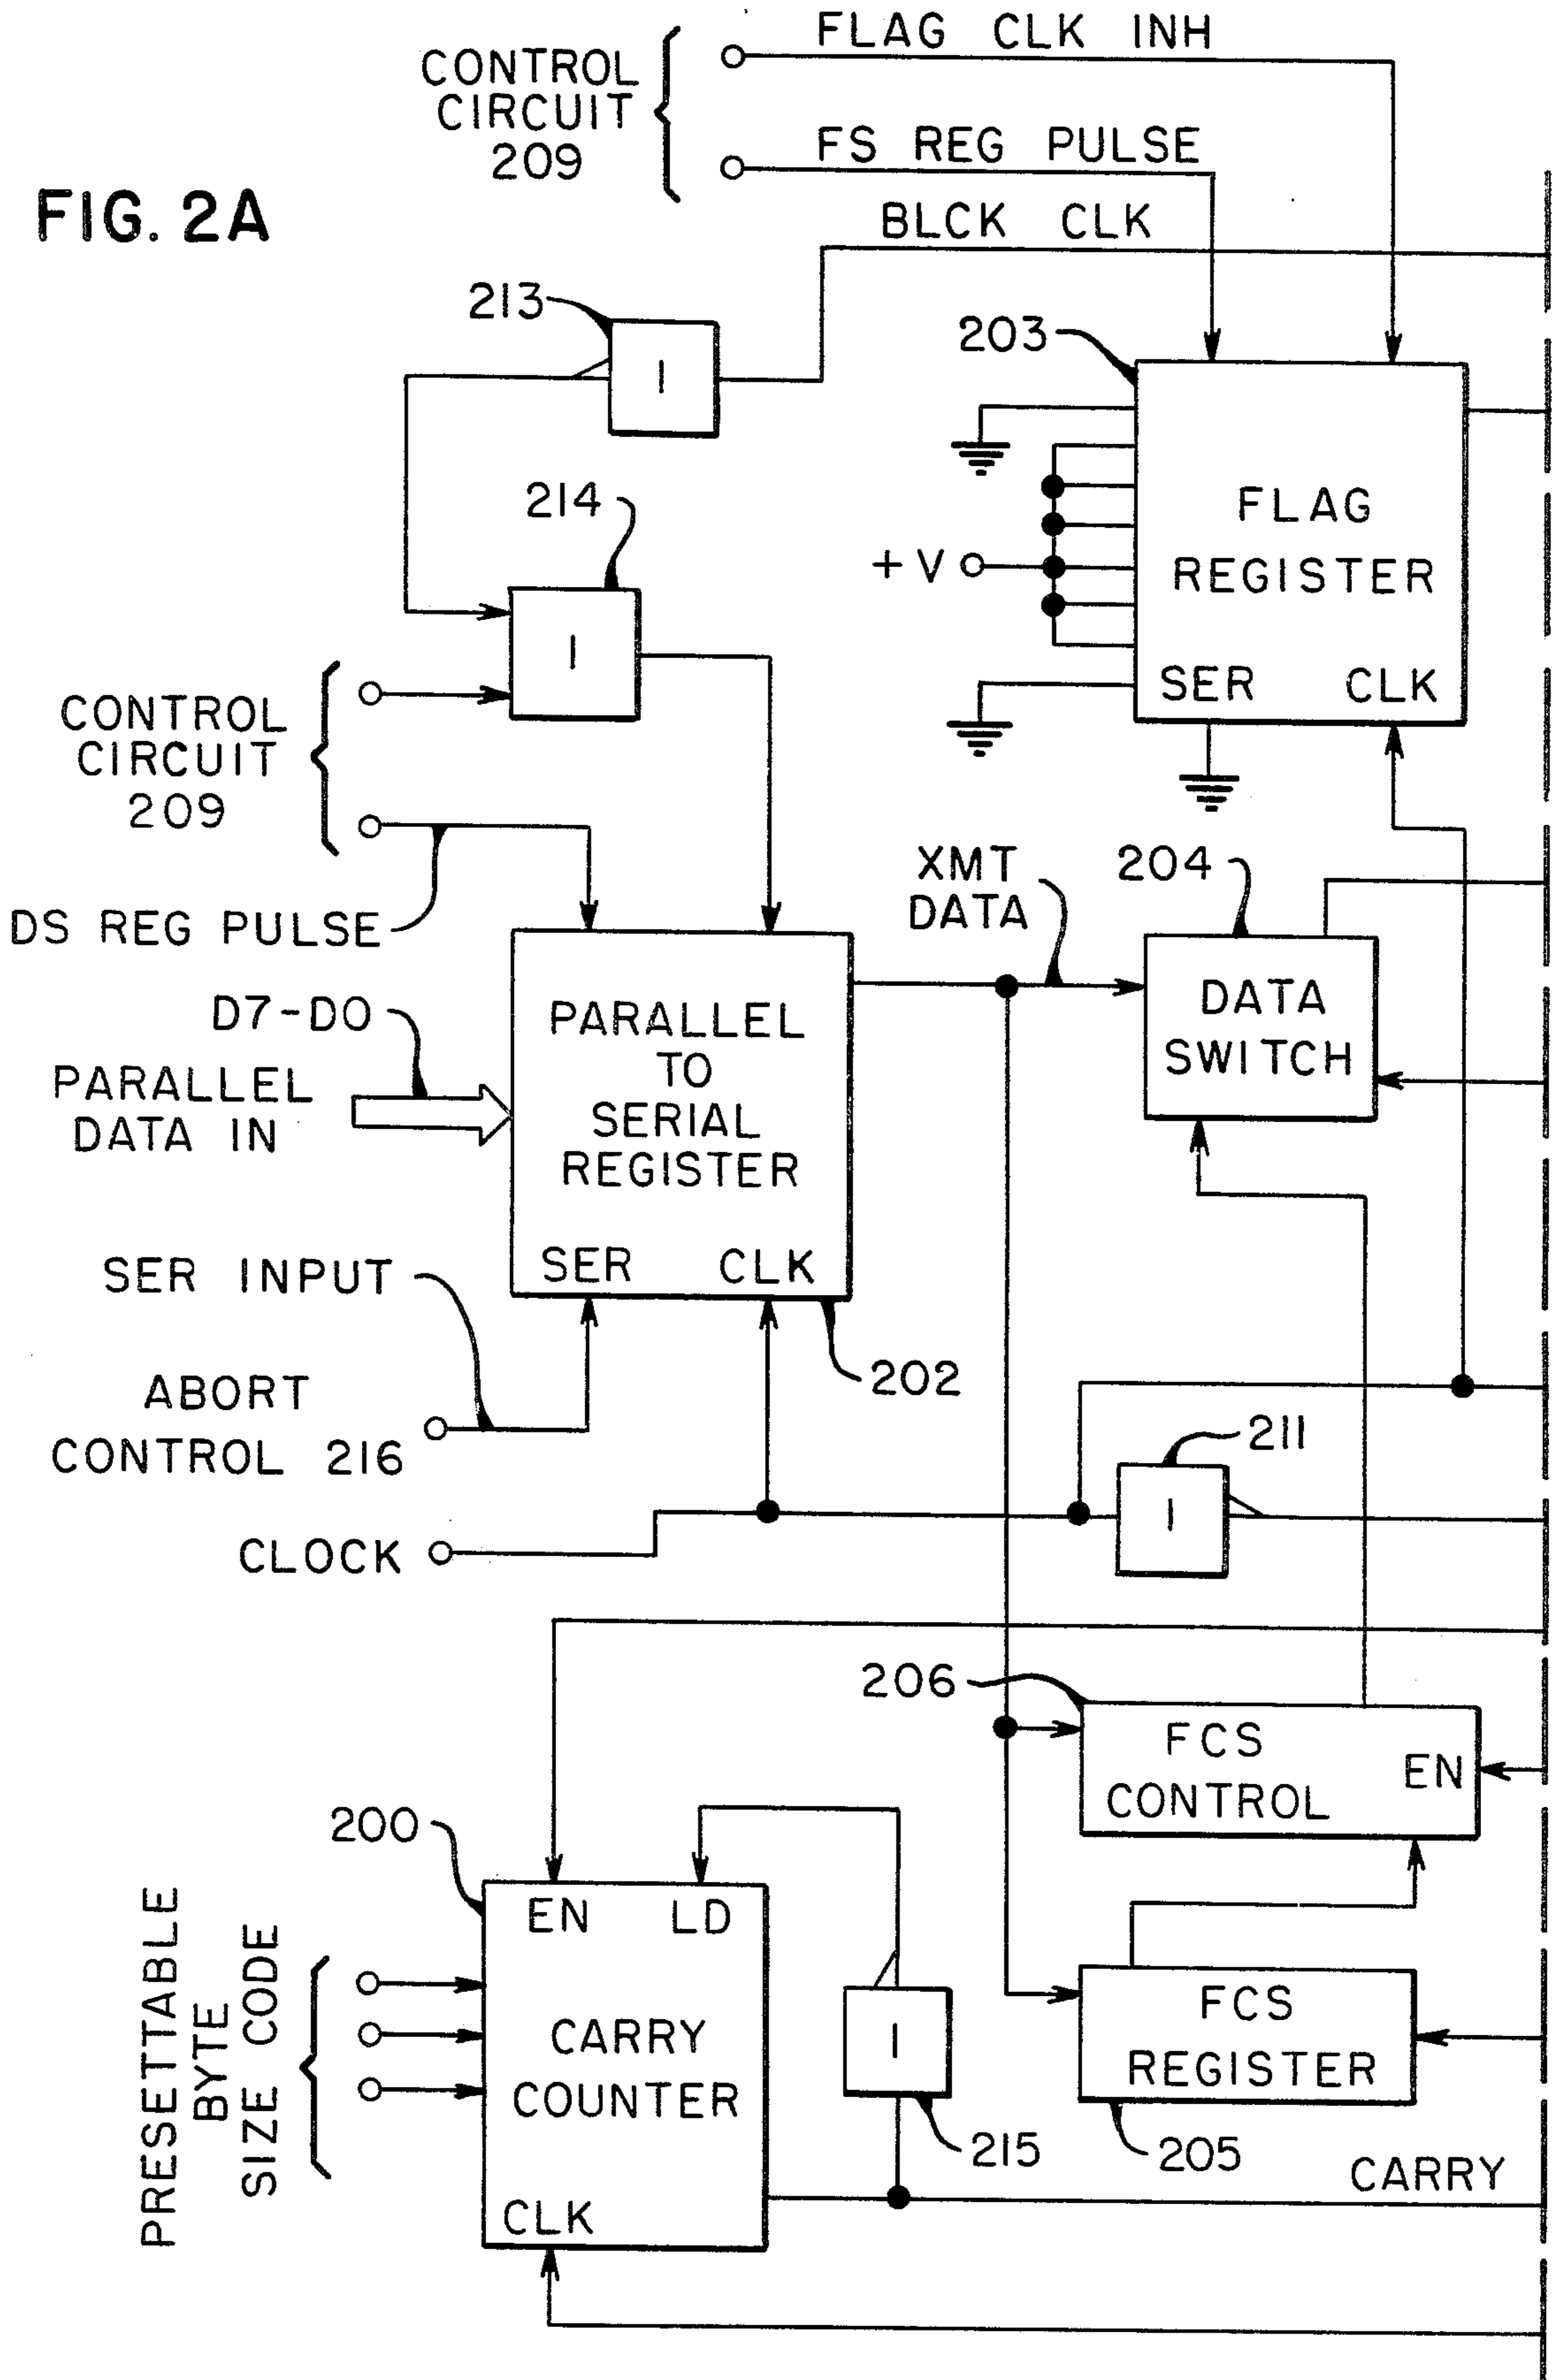 FLAG CLK INH
CONTROL
CIRCUIT
209
FS REG PULSE
FIG. 2A
BLCK CLK
213
I
203
214
I
FLAG
REGISTER
+V
SER CLK
CONTROL
CIRCUIT
209
DS REG PULSE
XMT
DATA
204
DATA
SWITCH
D7-D0
PARALLEL
DATA IN
PARALLEL
TO
SERIAL
REGISTER
SER CLK
SER INPUT
202
ABORT
CONTROL 216
211
I
CLOCK
206
FCS
CONTROL
EN
200
EN LD
PRESETTABLE
BYTE
SIZE CODE
CARRY
COUNTER
CLK
I
215
FCS
REGISTER
205
CARRY